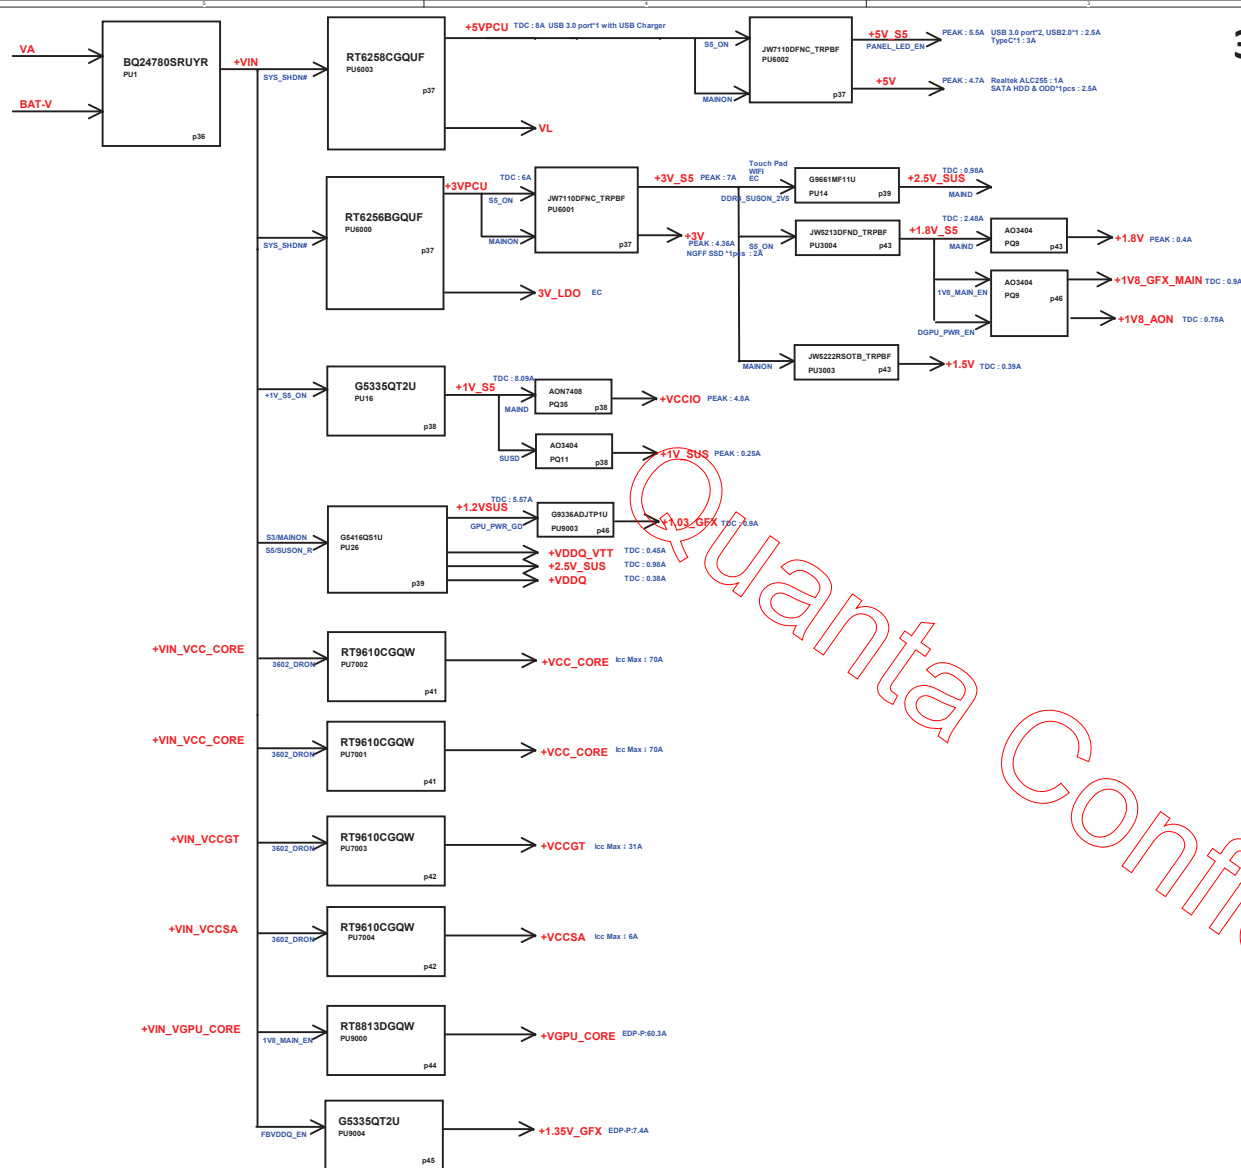 5
4
3
3
VA
BAT-V
BQ24780SRUYR
PU1
p36
+VIN
SYS_SHDN#
RT6258CGQUF
PU6003
p37
+5VPCU TDC : 8A USB 3.0 port*1 with USB Charger
VL
S5_ON
MAINON
JW7110DFNC_TRPBF
PU6002
p37
+5V_S5
PANEL_LED_EN
PEAK : 5.5A USB 3.0 port*2, USB2.0*1 : 2.5A
TypeC*1 : 3A
+5V
PEAK : 4.7A Realtek ALC255 : 1A
SATA HDD & ODD*1pcs : 2.5A
SYS_SHDN#
RT6256BGQUF
PU6000
p37
+3VPCU
TDC : 6A
S5_ON
MAINON
3V_LDO EC
JW7110DFNC_TRPBF
PU6001
p37
+3V_S5 PEAK : 7A
Touch Pad
WIFI
EC
+3V
PEAK : 4.36A
NGFF SSD *1pcs : 2A
DDR4_SUSON_2V5
G9661MF11U
PU14
p39
TDC : 0.98A
+2.5V_SUS
MAIND
S5_ON
JW5213DFND_TRPBF
PU3004
p43
TDC : 2.48A
+1.8V_S5
MAIND
AO3404
PQ9
p43
+1.8V PEAK : 0.4A
1V8_MAIN_EN
DGPU_PWR_EN
AO3404
PQ9
p46
+1V8_GFX_MAIN TDC : 0.9A
+1V8_AON TDC : 0.75A
MAINON
JW5222RSOTB_TRPBF
PU3003
p43
+1.5V TDC : 0.39A
+1V_S5_ON
G5335QT2U
PU16
p38
TDC : 8.09A
+1V_S5
MAIND
AON7408
PQ35
p38
+VCCIO PEAK : 4.8A
SUSD
AO3404
PQ11
p38
+1V_SUS PEAK : 0.25A
S3/MAINON
S5/SUSON_R
G5416QS1U
PU26
p39
TDC : 5.57A
+1.2VSUS
GPU_PWR_GD
G9336ADJTP1U
PU9003
p46
+1.03_GFX TDC : 0.9A
+VDDQ_VTT TDC : 0.45A
+2.5V_SUS TDC : 0.98A
+VDDQ TDC : 0.38A
+VIN_VCC_CORE
3602_DRON
RT9610CGQW
PU7002
p41
+VCC_CORE Icc Max : 70A
+VIN_VCC_CORE
3602_DRON
RT9610CGQW
PU7001
p41
+VCC_CORE Icc Max : 70A
+VIN_VCCGT
3602_DRON
RT9610CGQW
PU7003
p42
+VCCGT Icc Max : 31A
+VIN_VCCSA
3602_DRON
RT9610CGQW
PU7004
p42
+VCCSA Icc Max : 6A
+VIN_VGPU_CORE
1V8_MAIN_EN
RT8813DGQW
PU9000
p44
+VGPU_CORE EDP-P:60.3A
FBVDDQ_EN
G5335QT2U
PU9004
p45
+1.35V_GFX EDP-P:7.4A
Quanta Confi